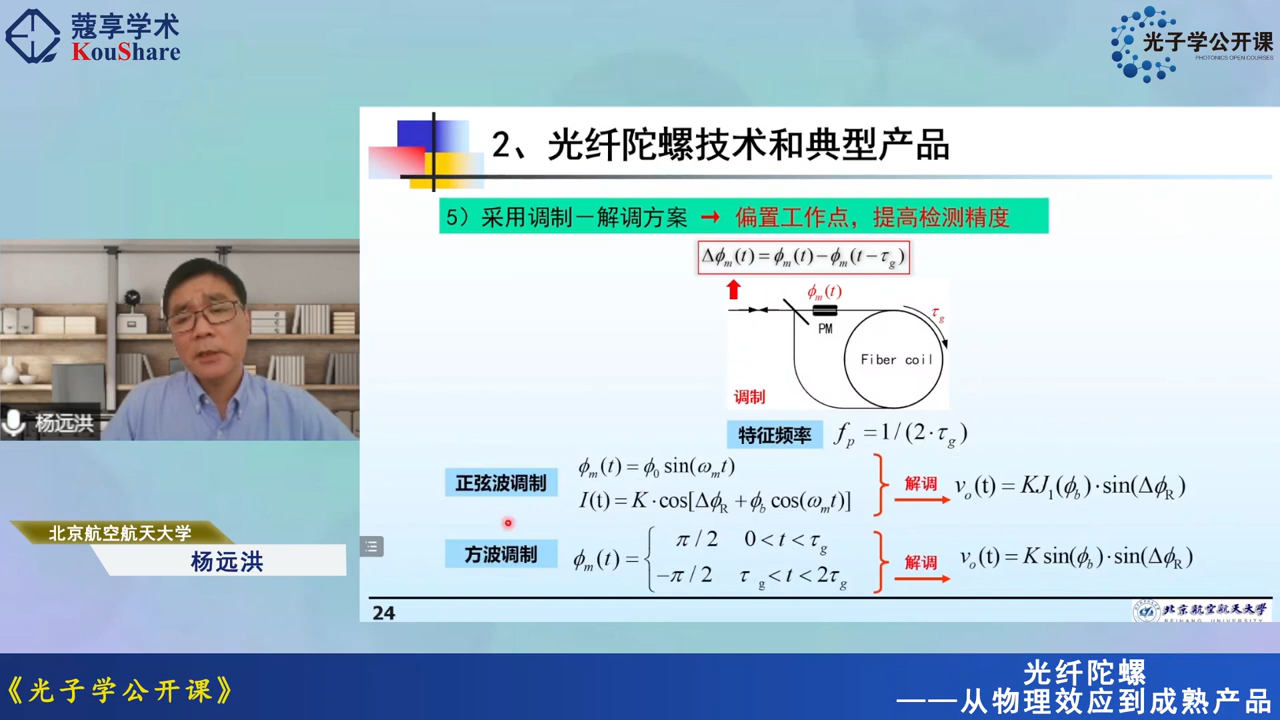 蔻享学术
KouShare
光子学公开课
PHOTONICS OPEN COURSES
2、光纤陀螺技术和典型产品
5）采用调制－解调方案 → 偏置工作点，提高检测精度
Δϕm(t)=ϕm(t)−ϕm(t−τg)
ϕm(t)
τg
PM
Fiber coil
调制
特征频率 fp =1/(2·τg)
正弦波调制
ϕm(t)=ϕ0 sin(ωmt)
I(t)=K·cos[ΔϕR+ϕb cos(ωmt)]
解调
vo(t)=KJ1(ϕb)·sin(ΔϕR)
方波调制
ϕm(t)={ π/2 0<t<τg
−π/2 τg<t<2τg
解调
vo(t)=K sin(ϕb)·sin(ΔϕR)
24
北京航空航天大学
BEIHANG UNIVERSITY
杨远洪
北京航空航天大学
杨远洪
《光子学公开课》
光纤陀螺
——从物理效应到成熟产品